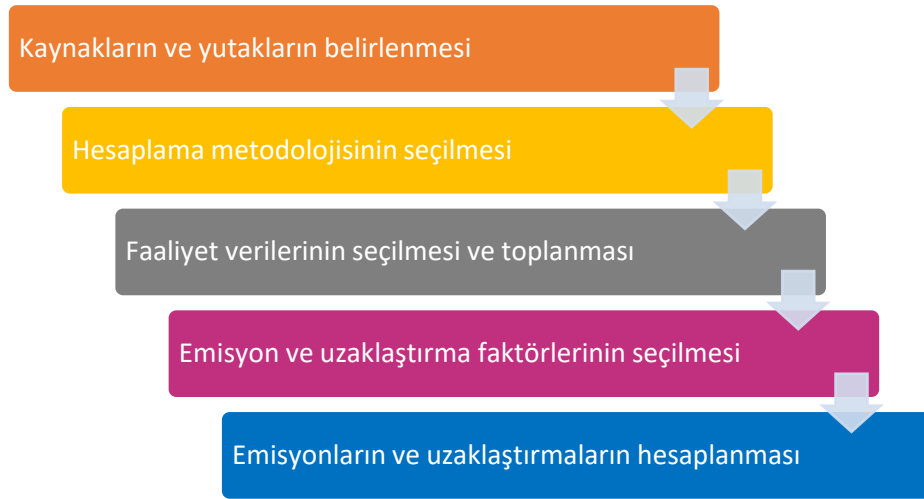 Kaynakların ve yutakların belirlenmesi
Hesaplama metodolojisinin seçilmesi
Faaliyet verilerinin seçilmesi ve toplanması
Emisyon ve uzaklaştırma faktörlerinin seçilmesi
Emisyonların ve uzaklaştırmaların hesaplanması